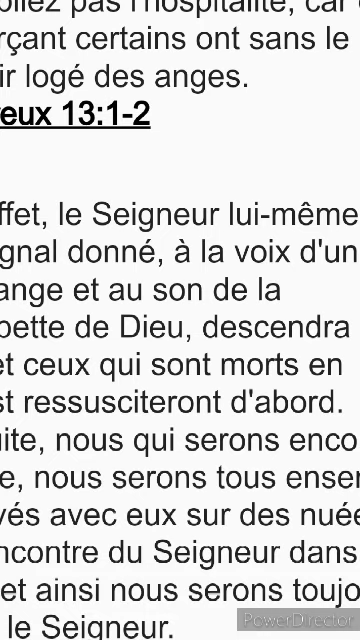 bliez pas l'hospitalité, car
rçant certains ont sans le
ir logé des anges.
reux 13:1-2
ffet, le Seigneur lui-même
gnal donné, à la voix d'un
ange et au son de la
pette de Dieu, descendra
et ceux qui sont morts en
st ressusciteront d'abord.
uite, nous qui serons enco
e, nous serons tous enser
vés avec eux sur des nuée
ncontre du Seigneur dans
et ainsi nous serons toujo
le Seigneur.
PowerDirector